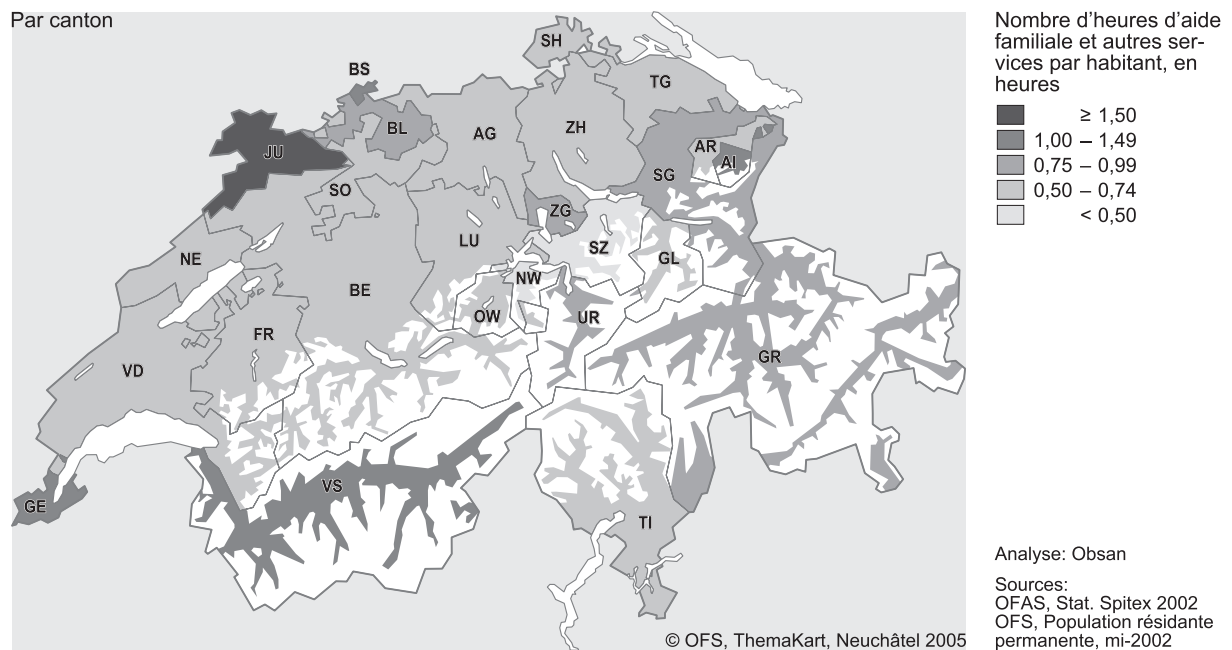 Par canton
Nombre d'heures d'aide
familiale et autres ser-
vices par habitant, en
heures
≥ 1,50
1,00 – 1,49
0,75 – 0,99
0,50 – 0,74
< 0,50
SH
BS
TG
BL
AG
ZH
JU
AR
AI
SO
SG
ZG
LU
SZ
NE
GL
BE
NW
OW
UR
FR
GR
VD
VS
GE
TI
Analyse: Obsan
Sources:
OFAS, Stat. Spitex 2002
OFS, Population résidante
permanente, mi-2002
© OFS, ThemaKart, Neuchâtel 2005